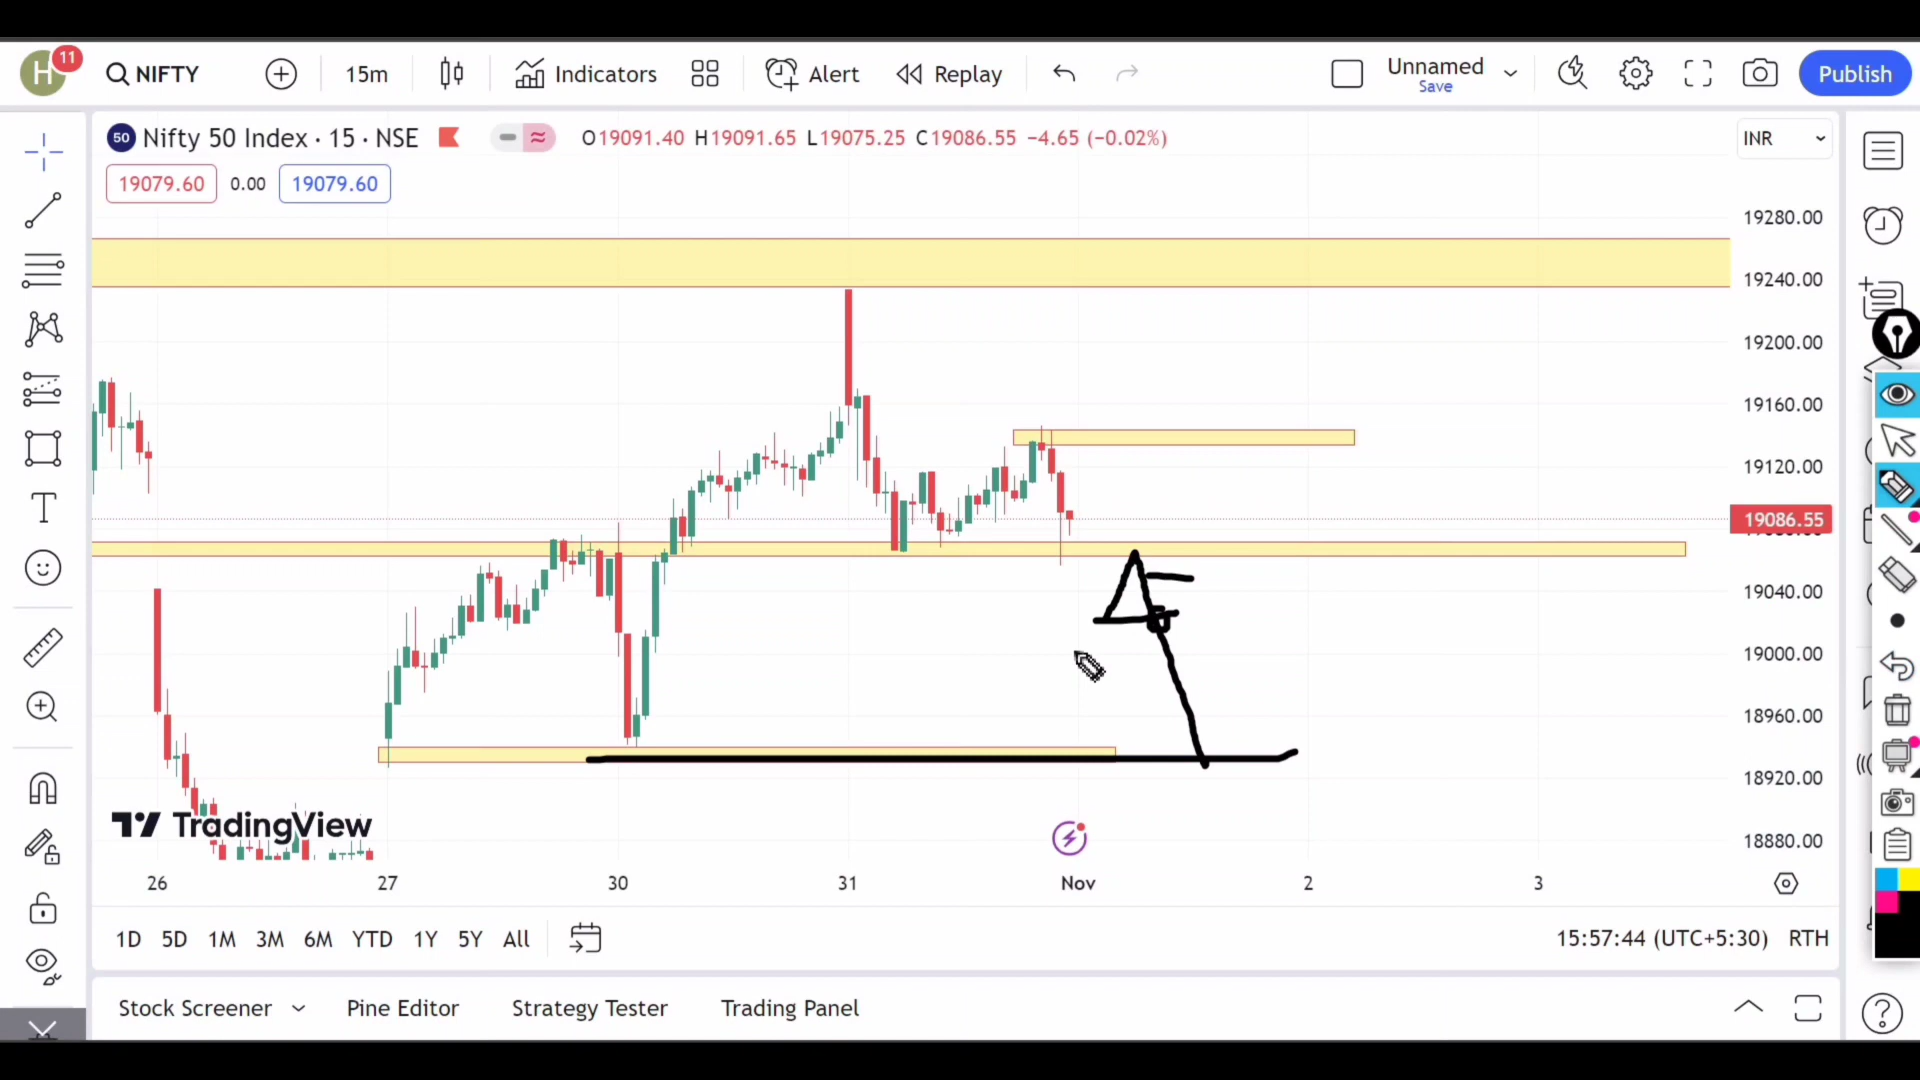 H 11 NIFTY 15m Indicators Alert Replay Unnamed Save Publish
50 Nifty 50 Index · 15 · NSE O19091.40 H19091.65 L19075.25 C19086.55 −4.65 (−0.02%) INR
19079.60 0.00 19079.60
19280.00
19240.00
19200.00
19160.00
19120.00
19086.55
19040.00
19000.00
18960.00
18920.00
18880.00
TradingView
26 27 30 31 Nov 2 3
1D 5D 1M 3M 6M YTD 1Y 5Y All 15:57:44 (UTC+5:30) RTH
Stock Screener Pine Editor Strategy Tester Trading Panel